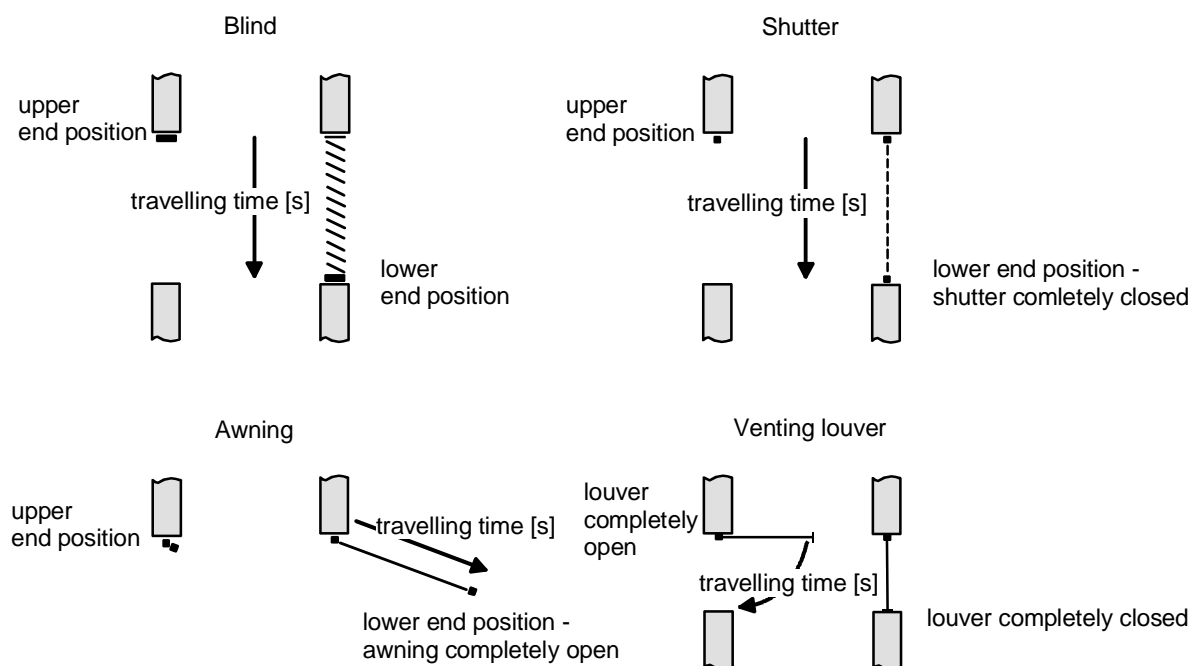 Blind
Shutter
upper
end position
travelling time [s]
lower
end position
upper
end position
travelling time [s]
lower end position -
shutter comletely closed
Awning
Venting louver
upper
end position
travelling time [s]
lower end position -
awning completely open
louver
completely
open
travelling time [s]
louver completely closed